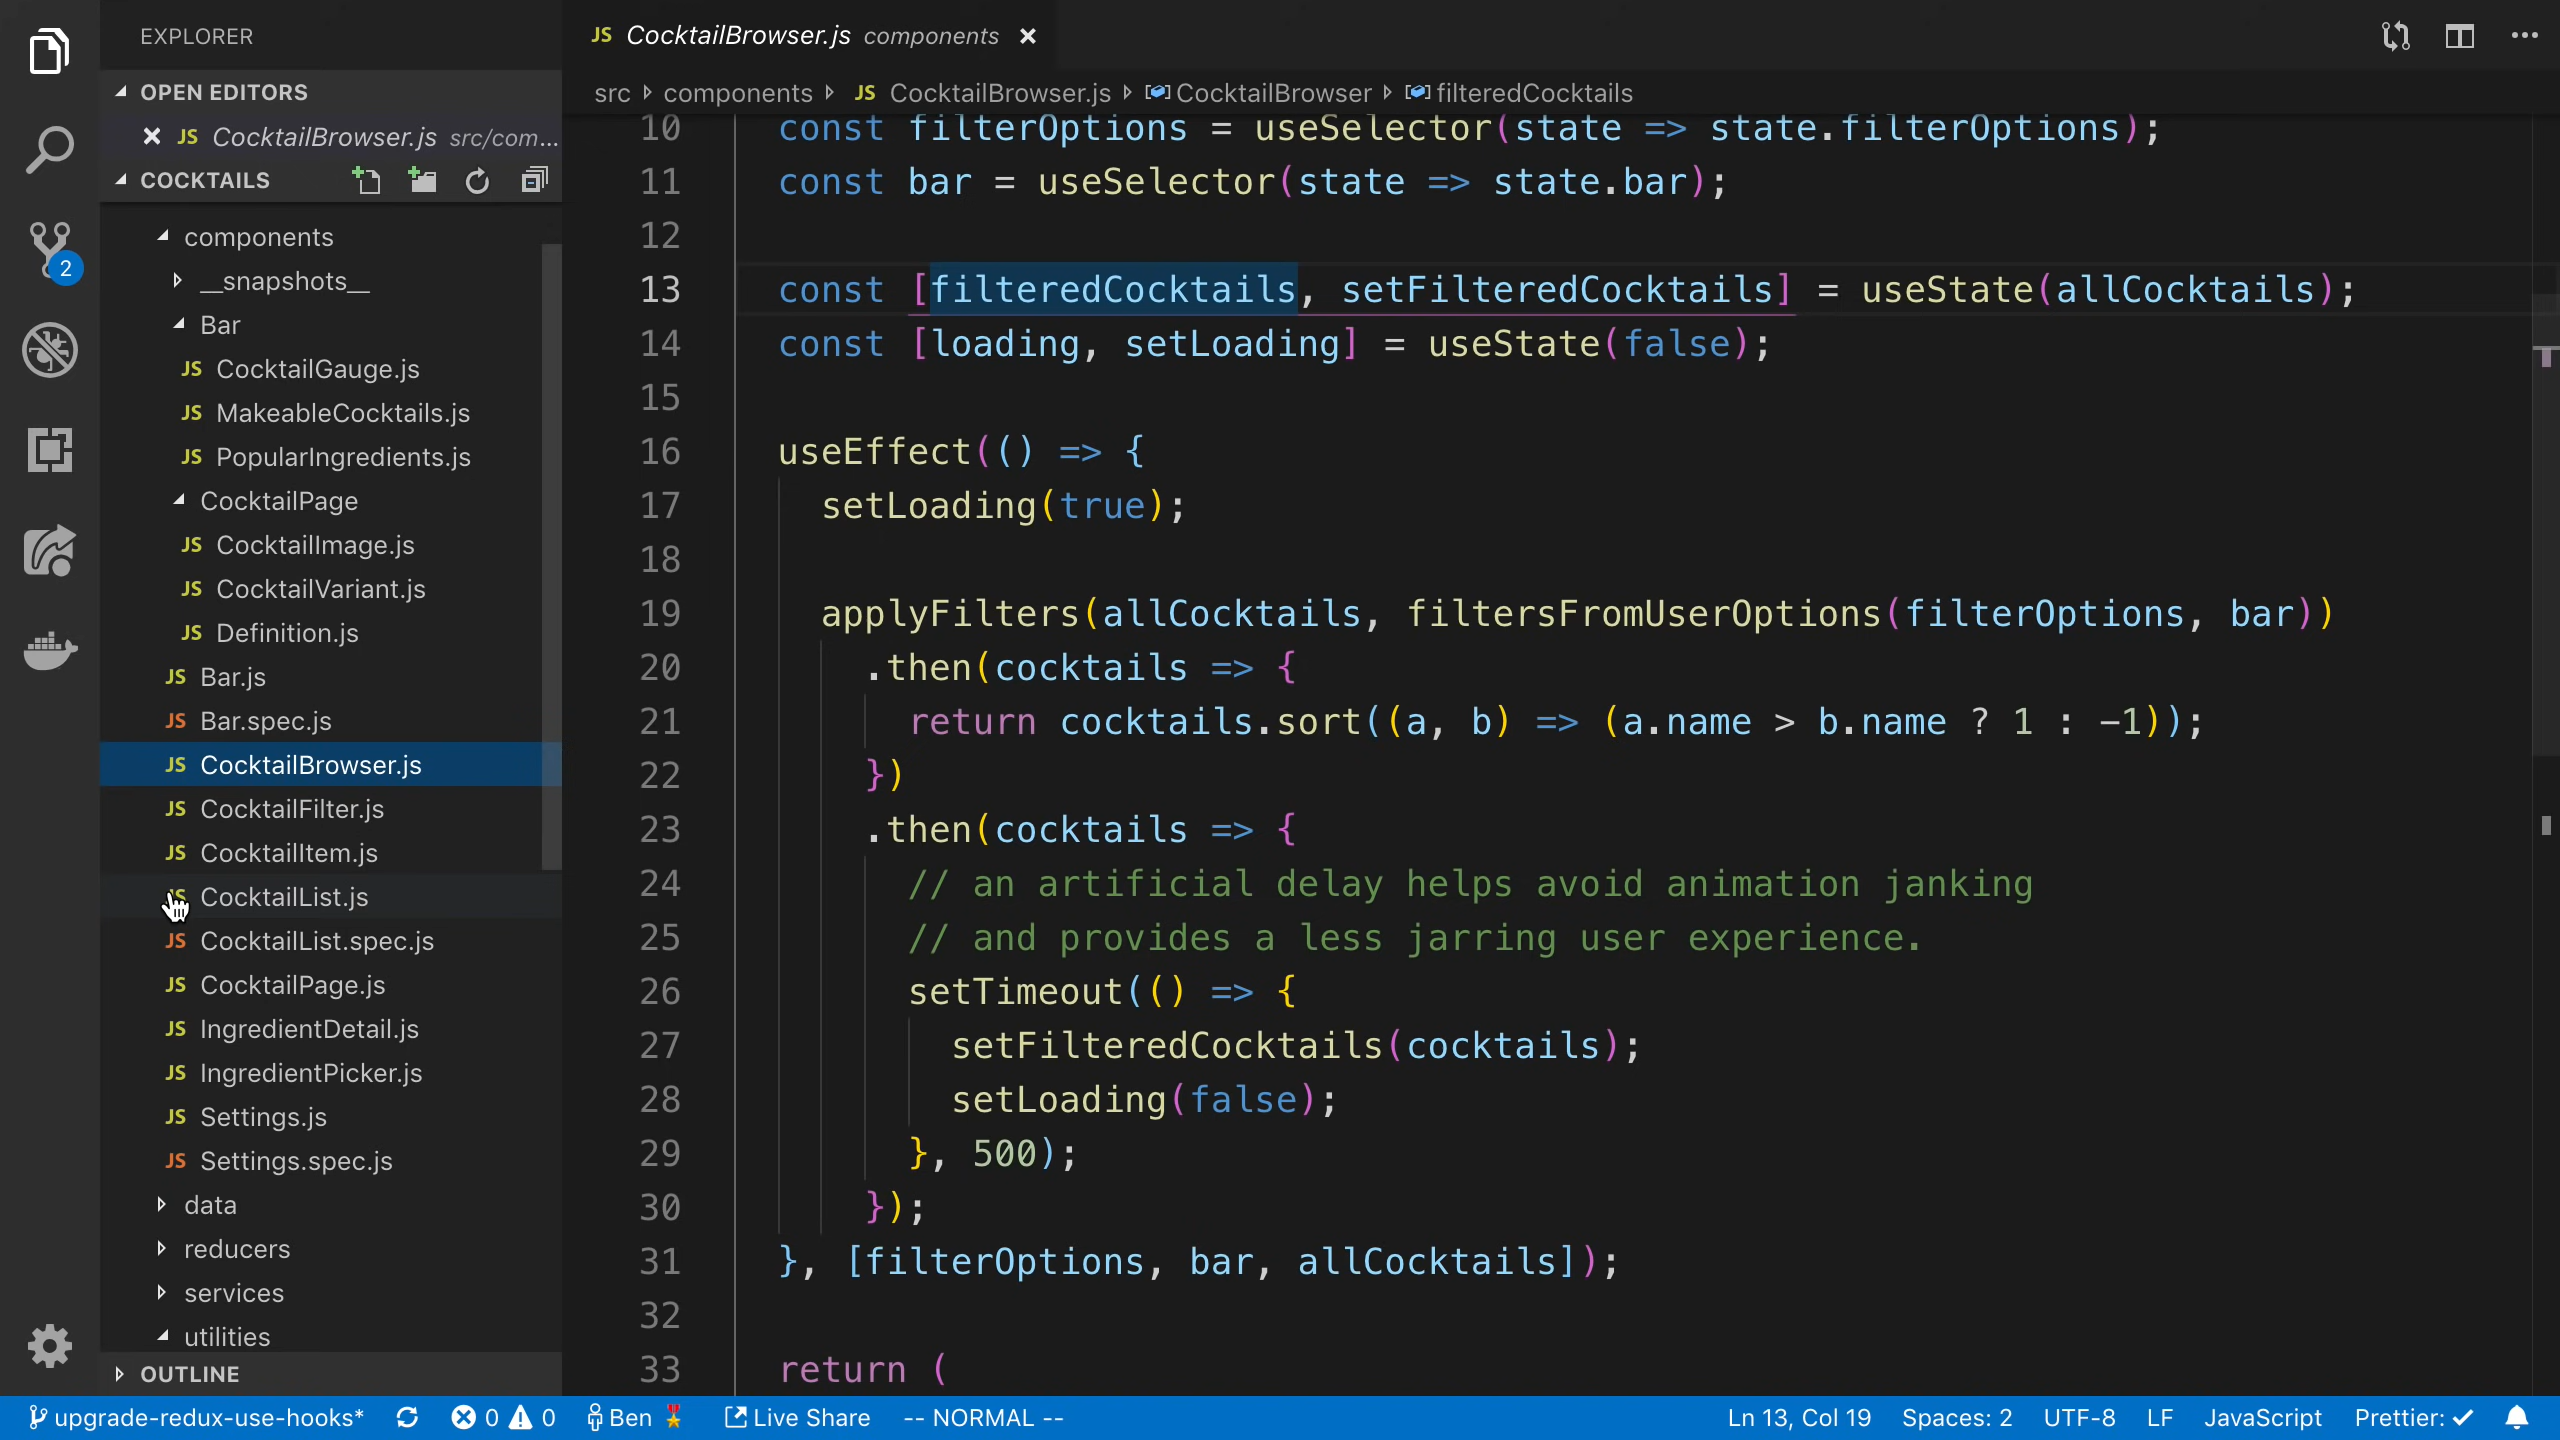 EXPLORER
OPEN EDITORS
JS CocktailBrowser.js src/com...
COCKTAILS
components
__snapshots__
Bar
JS CocktailGauge.js
JS MakeableCocktails.js
JS PopularIngredients.js
CocktailPage
JS CocktailImage.js
JS CocktailVariant.js
JS Definition.js
JS Bar.js
JS Bar.spec.js
JS CocktailBrowser.js
JS CocktailFilter.js
JS CocktailItem.js
CocktailList.js
JS CocktailList.spec.js
JS CocktailPage.js
JS IngredientDetail.js
JS IngredientPicker.js
JS Settings.js
JS Settings.spec.js
data
reducers
services
utilities
OUTLINE
2
JS CocktailBrowser.js components
src components JS CocktailBrowser.js CocktailBrowser filteredCocktails
10 const filterOptions = useSelector(state => state.filterOptions);
11 const bar = useSelector(state => state.bar);
12
13 const [filteredCocktails, setFilteredCocktails] = useState(allCocktails);
14 const [loading, setLoading] = useState(false);
15
16 useEffect(() => {
17 setLoading(true);
18
19 applyFilters(allCocktails, filtersFromUserOptions(filterOptions, bar))
20 .then(cocktails => {
21 return cocktails.sort((a, b) => (a.name > b.name ? 1 : -1));
22 })
23 .then(cocktails => {
24 // an artificial delay helps avoid animation janking
25 // and provides a less jarring user experience.
26 setTimeout(() => {
27 setFilteredCocktails(cocktails);
28 setLoading(false);
29 }, 500);
30 });
31 }, [filterOptions, bar, allCocktails]);
32
33 return (
upgrade-redux-use-hooks* 0 0 Ben Live Share -- NORMAL -- Ln 13, Col 19 Spaces: 2 UTF-8 LF JavaScript Prettier: ✓